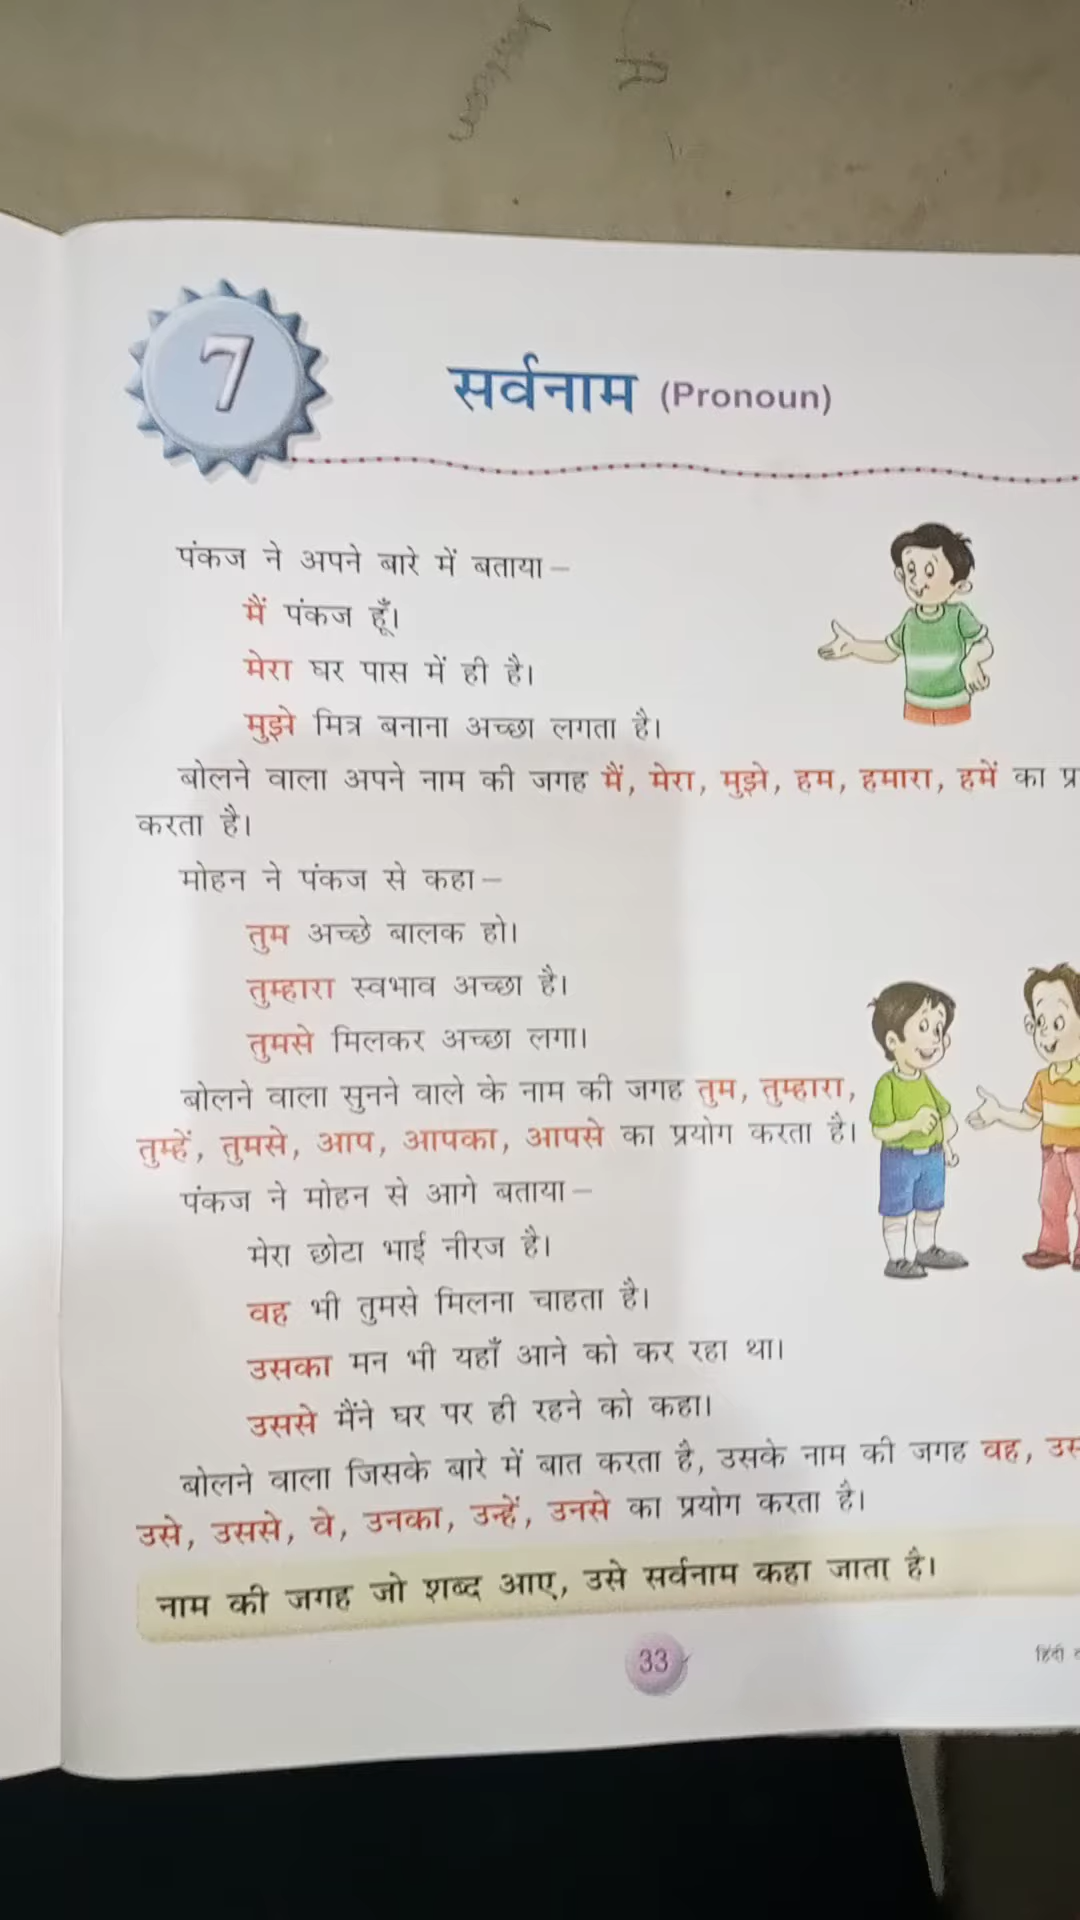 7
सर्वनाम (Pronoun)
पंकज ने अपने बारे में बताया –
मैं पंकज हूँ।
मेरा घर पास में ही है।
मुझे मित्र बनाना अच्छा लगता है।
बोलने वाला अपने नाम की जगह मैं, मेरा, मुझे, हम, हमारा, हमें का
करता है।
मोहन ने पंकज से कहा –
तुम अच्छे बालक हो।
तुम्हारा स्वभाव अच्छा है।
तुमसे मिलकर अच्छा लगा।
बोलने वाला सुनने वाले के नाम की जगह तुम, तुम्हारा,
तुम्हें, तुमसे, आप, आपका, आपसे का प्रयोग करता है।
पंकज ने मोहन से आगे बताया –
मेरा छोटा भाई नीरज है।
वह भी तुमसे मिलना चाहता है।
उसका मन भी यहाँ आने को कर रहा था।
उससे मैंने घर पर ही रहने को कहा।
बोलने वाला जिसके बारे में बात करता है, उसके नाम की जगह वह,
उसे, उससे, वे, उनका, उन्हें, उनसे का प्रयोग करता है।
नाम की जगह जो शब्द आए, उसे सर्वनाम कहा जाता है।
33
हिंदी